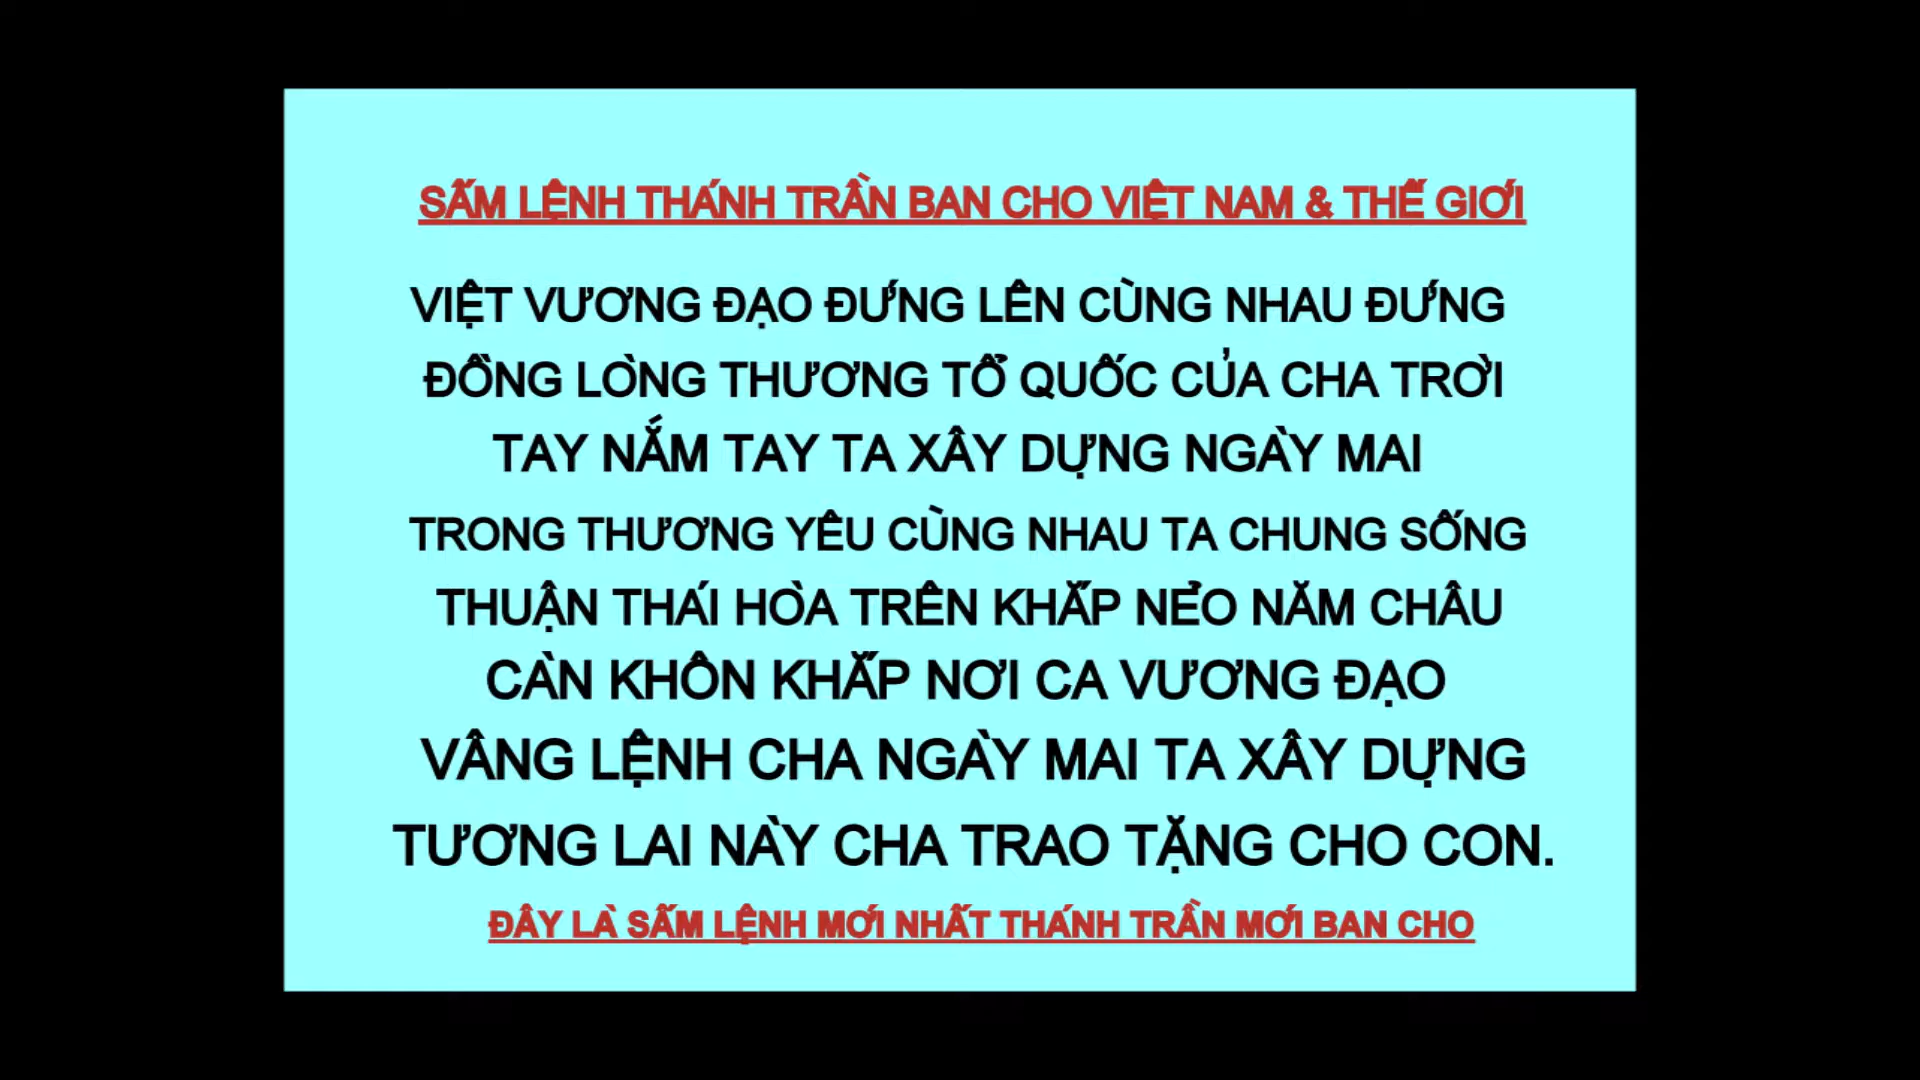 SẤM LỆNH THÁNH TRẦN BAN CHO VIỆT NAM & THẾ GIỚI
VIỆT VƯƠNG ĐẠO ĐỨNG LÊN CÙNG NHAU ĐỨNG
ĐỒNG LÒNG THƯƠNG TỔ QUỐC CỦA CHA TRỜI
TAY NẮM TAY TA XÂY DỰNG NGÀY MAI
TRONG THƯƠNG YÊU CÙNG NHAU TA CHUNG SỐNG
THUẬN THÁI HÒA TRÊN KHẮP NẺO NĂM CHÂU
CÀN KHÔN KHẮP NƠI CA VƯƠNG ĐẠO
VÂNG LỆNH CHA NGÀY MAI TA XÂY DỰNG
TƯƠNG LAI NÀY CHA TRAO TẶNG CHO CON.
ĐÂY LÀ SẤM LỆNH MỚI NHẤT THÁNH TRẦN MỚI BAN CHO